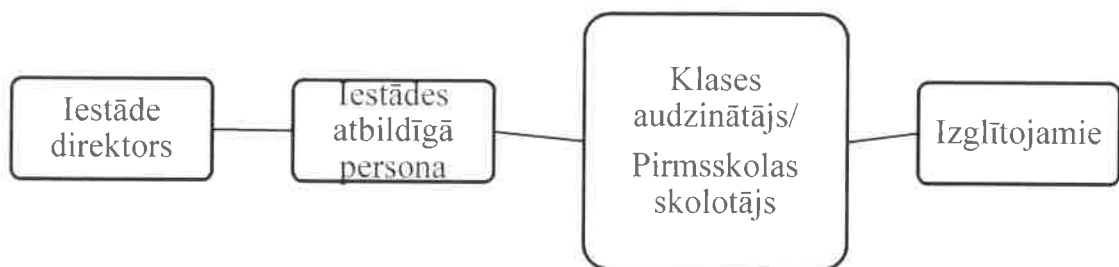 Iestāde
direktors
Iestādes
atbildīgā
persona
Klases
audzinātājs/
Pirmsskolas
skolotājs
Izglītojamie